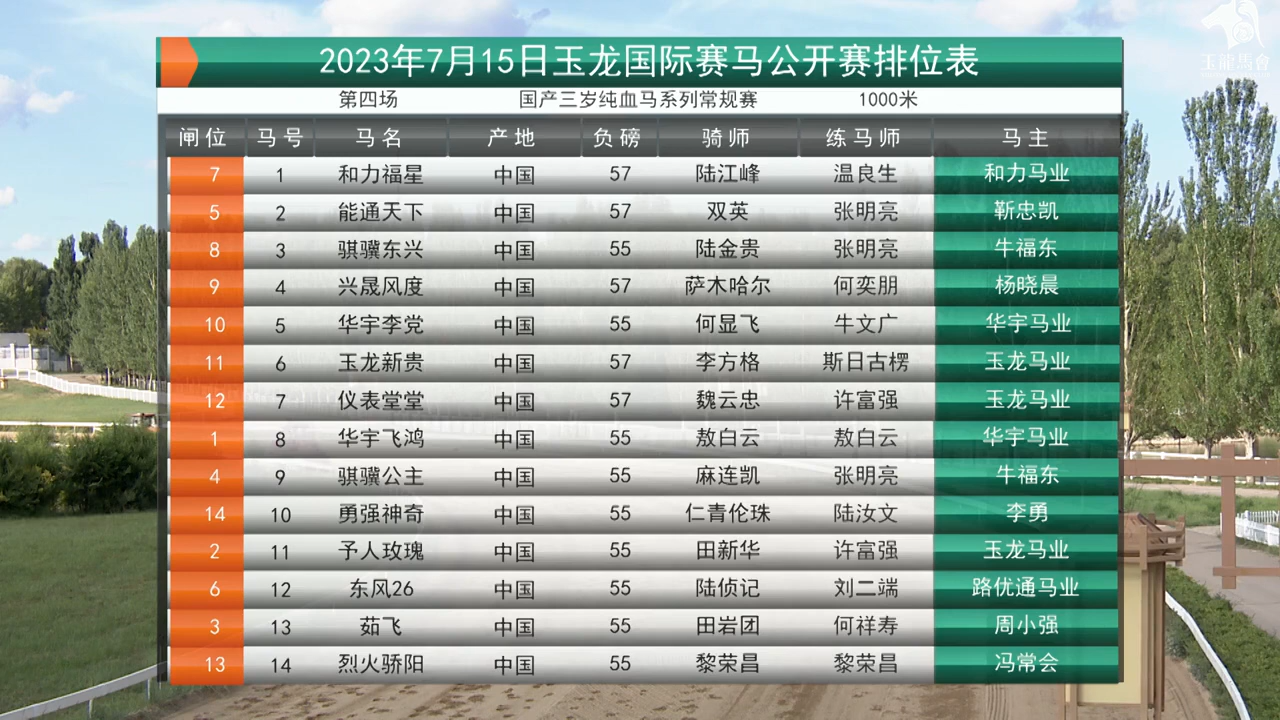 2023年7月15日玉龙国际赛马公开赛排位表
玉龍馬會
第四场 国产三岁纯血马系列常规赛 1000米
闸位 马号 马名 产地 负磅 骑师 练马师 马主
7 1 和力福星 中国 57 陆江峰 温良生 和力马业
5 2 能通天下 中国 57 双英 张明亮 靳忠凯
8 3 骐骥东兴 中国 55 陆金贵 张明亮 牛福东
9 4 兴晟风度 中国 57 萨木哈尔 何奕朋 杨晓晨
10 5 华宇李党 中国 55 何显飞 牛文广 华宇马业
11 6 玉龙新贵 中国 57 李方格 斯日古楞 玉龙马业
12 7 仪表堂堂 中国 57 魏云忠 许富强 玉龙马业
1 8 华宇飞鸿 中国 55 敖白云 敖白云 华宇马业
4 9 骐骥公主 中国 55 麻连凯 张明亮 牛福东
14 10 勇强神奇 中国 55 仁青伦珠 陆汝文 李勇
2 11 予人玫瑰 中国 55 田新华 许富强 玉龙马业
6 12 东风26 中国 55 陆侦记 刘二端 路优通马业
3 13 茹飞 中国 55 田岩团 何祥寿 周小强
13 14 烈火骄阳 中国 55 黎荣昌 黎荣昌 冯常会